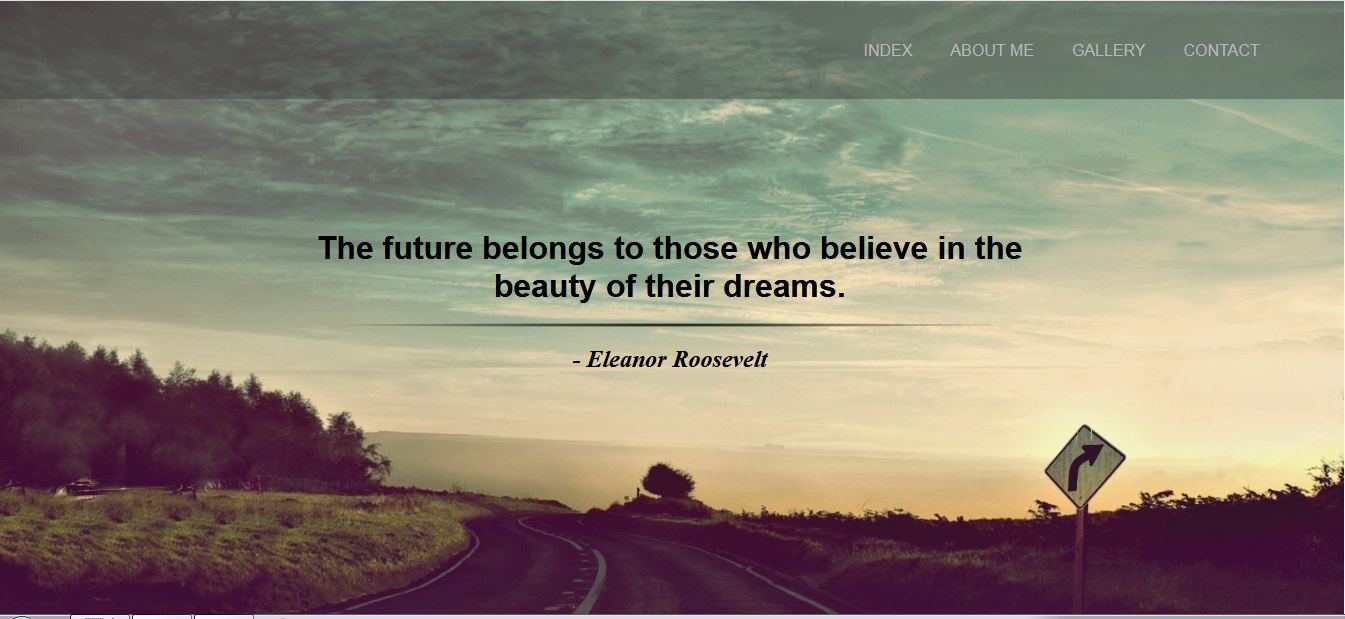 INDEX ABOUT ME GALLERY CONTACT
The future belongs to those who believe in the
beauty of their dreams.
- Eleanor Roosevelt